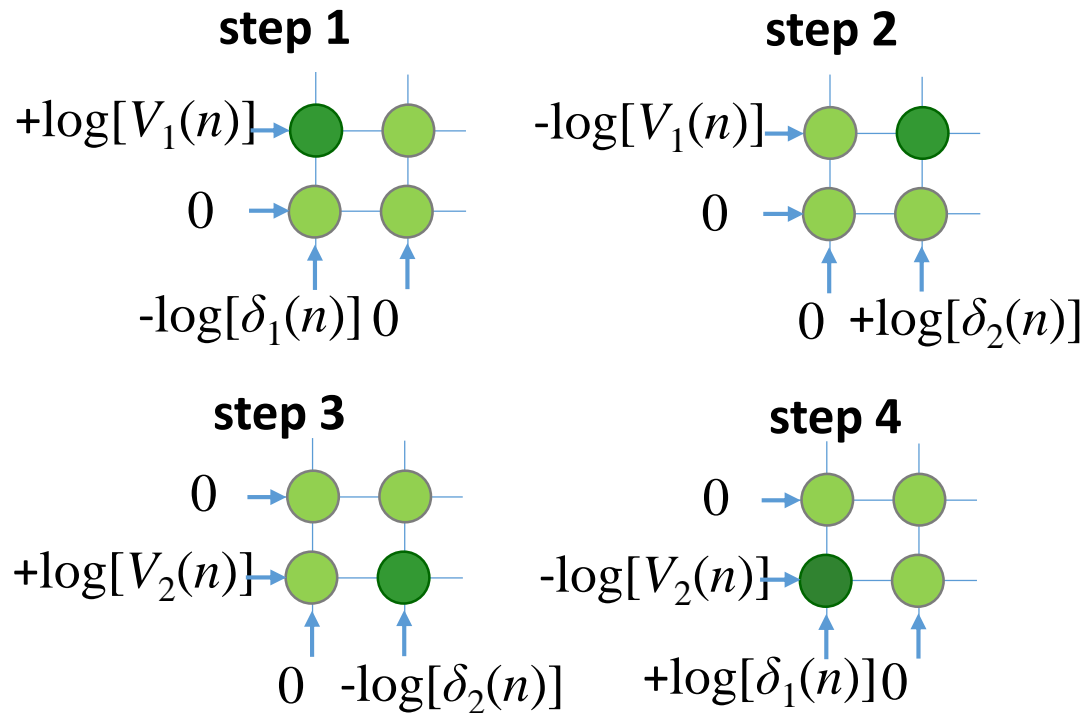 step 1
+log[V₁(n)]
0
-log[δ₁(n)] 0
step 2
-log[V₁(n)]
0
0 +log[δ₂(n)]
step 3
0
+log[V₂(n)]
0 -log[δ₂(n)]
step 4
0
-log[V₂(n)]
+log[δ₁(n)] 0